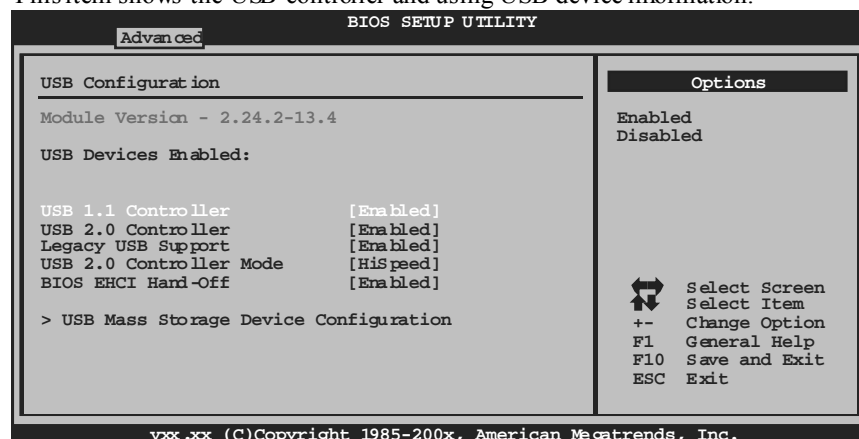 This item shows the USB controller and using USB device information.
BIOS SETUP UTILITY
Advanced
USB Configuration
Module Version - 2.24.2-13.4
USB Devices Enabled:
USB 1.1 Controller [Enabled]
USB 2.0 Controller [Enabled]
Legacy USB Support [Enabled]
USB 2.0 Controller Mode [HiSpeed]
BIOS EHCI Hand-Off [Enabled]
> USB Mass Storage Device Configuration
Options
Enabled
Disabled
Select Screen
Select Item
+- Change Option
F1 General Help
F10 Save and Exit
ESC Exit
vxx.xx (C)Copyright 1985-200x, American Megatrends, Inc.